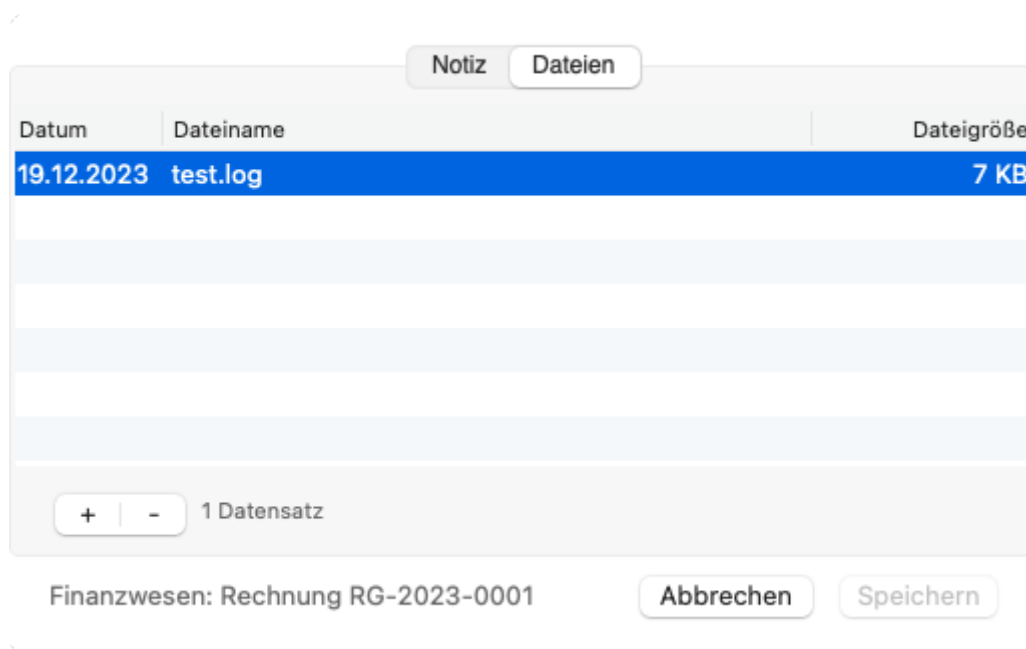 Notiz Dateien
Datum Dateiname Dateigröße
19.12.2023 test.log 7 KB
+ - 1 Datensatz
Finanzwesen: Rechnung RG-2023-0001 Abbrechen Speichern